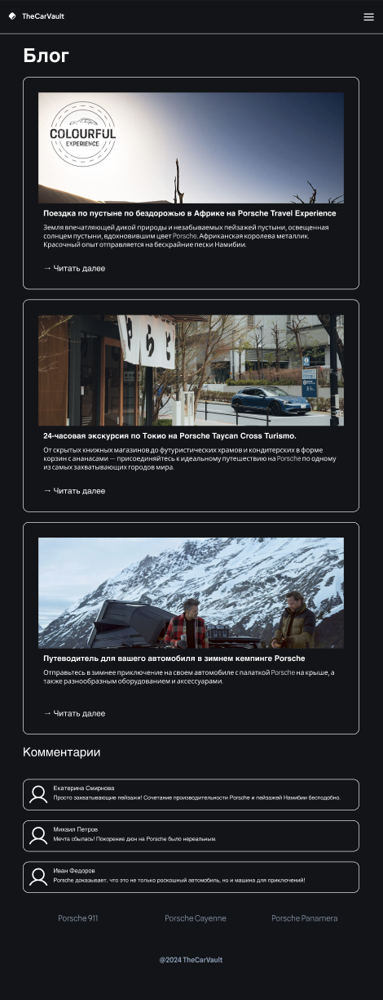 TheCarVault
Блог
COLOURFUL
EXPERIENCE
Поездка по пустыне по бездорожью в Африке на Porsche Travel Experience
Земля впечатляющей дикой природы и незабываемых пейзажей пустыни, освещенная
солнцем пустыни, вдохновившим цвет Porsche. Африканская королева металлик.
Красочный опыт отправляется на бескрайние пески Намибии.
→ Читать далее
やらと
24-часовая экскурсия по Токио на Porsche Taycan Cross Turismo.
От скрытых книжных магазинов до футуристических храмов и кондитерских в форме
корзин с ананасами — присоединяйтесь к идеальному путешествию на Porsche по одному
из самых захватывающих городов мира.
→ Читать далее
Путеводитель для вашего автомобиля в зимнем кемпинге Porsche
Отправьтесь в зимнее приключение на своем автомобиле с палаткой Porsche на крыше, а
также разнообразным оборудованием и аксессуарами.
→ Читать далее
Комментарии
Екатерина Смирнова
Просто захватывающие пейзажи! Сочетание производительности Porsche и пейзажей Намибии бесподобно.
Михаил Петров
Мечта сбылась! Покорение дюн на Porsche было нереальным.
Иван Федоров
Porsche доказывает, что это не только роскошный автомобиль, но и машина для приключений!
Porsche 911
Porsche Cayenne
Porsche Panamera
@2024 TheCarVault